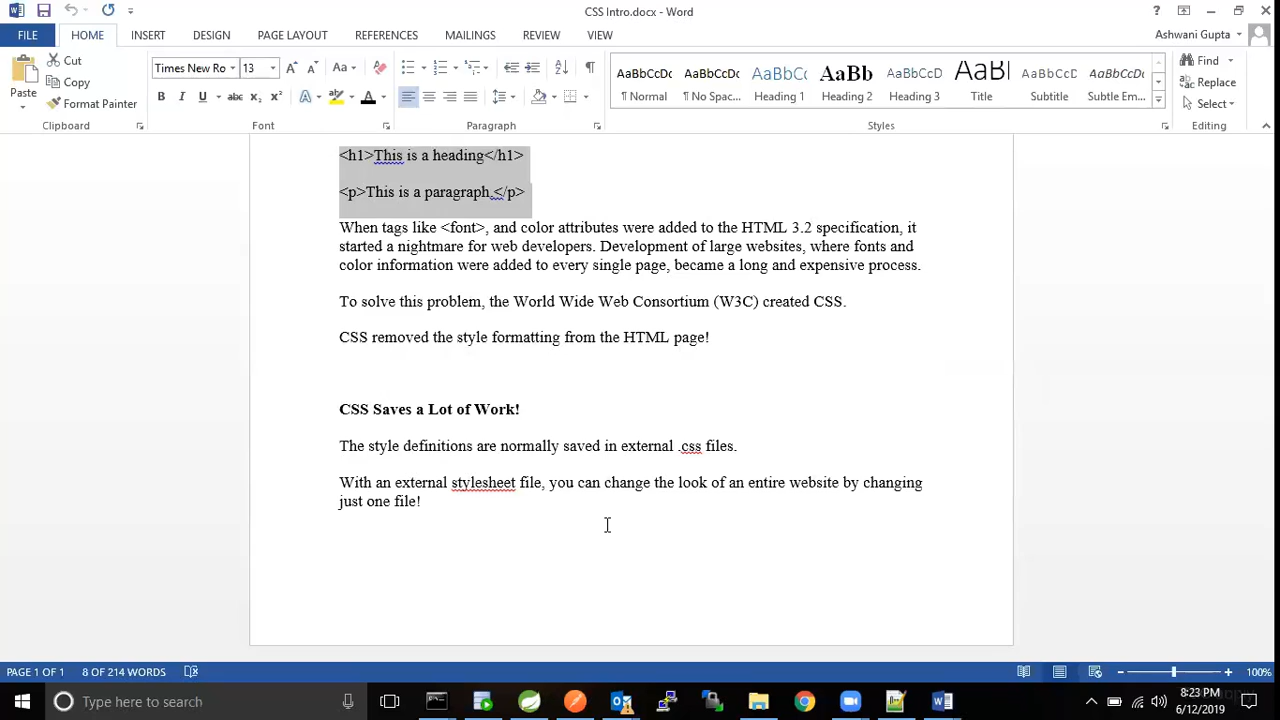 CSS Intro.docx - Word
FILE HOME INSERT DESIGN PAGE LAYOUT REFERENCES MAILINGS REVIEW VIEW Ashwani Gupta
Paste
Cut
Copy
Format Painter
Clipboard
Times New Ro 13
Font
Paragraph
AaBbCcDc AaBbCcDc AaBbCc AaBb AaBbCcDc AaBbCcDc AaBbCcDc
¶ Normal ¶ No Spac... Heading 1 Heading 2 Heading 3 Title Subtitle Subtle Em...
Styles
Find
Replace
Select
Editing
<h1>This is a heading</h1>
<p>This is a paragraph.</p>
When tags like <font>, and color attributes were added to the HTML 3.2 specification, it
started a nightmare for web developers. Development of large websites, where fonts and
color information were added to every single page, became a long and expensive process.
To solve this problem, the World Wide Web Consortium (W3C) created CSS.
CSS removed the style formatting from the HTML page!
CSS Saves a Lot of Work!
The style definitions are normally saved in external .css files.
With an external stylesheet file, you can change the look of an entire website by changing
just one file!
PAGE 1 OF 1 8 OF 214 WORDS 100%
Type here to search
8:23 PM
6/12/2019